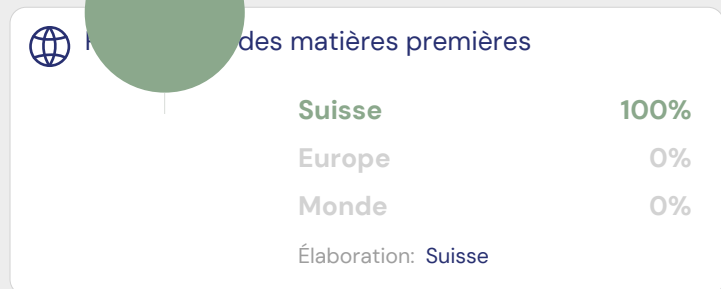 des matières premières
Suisse 100%
Europe 0%
Monde 0%
Élaboration: Suisse